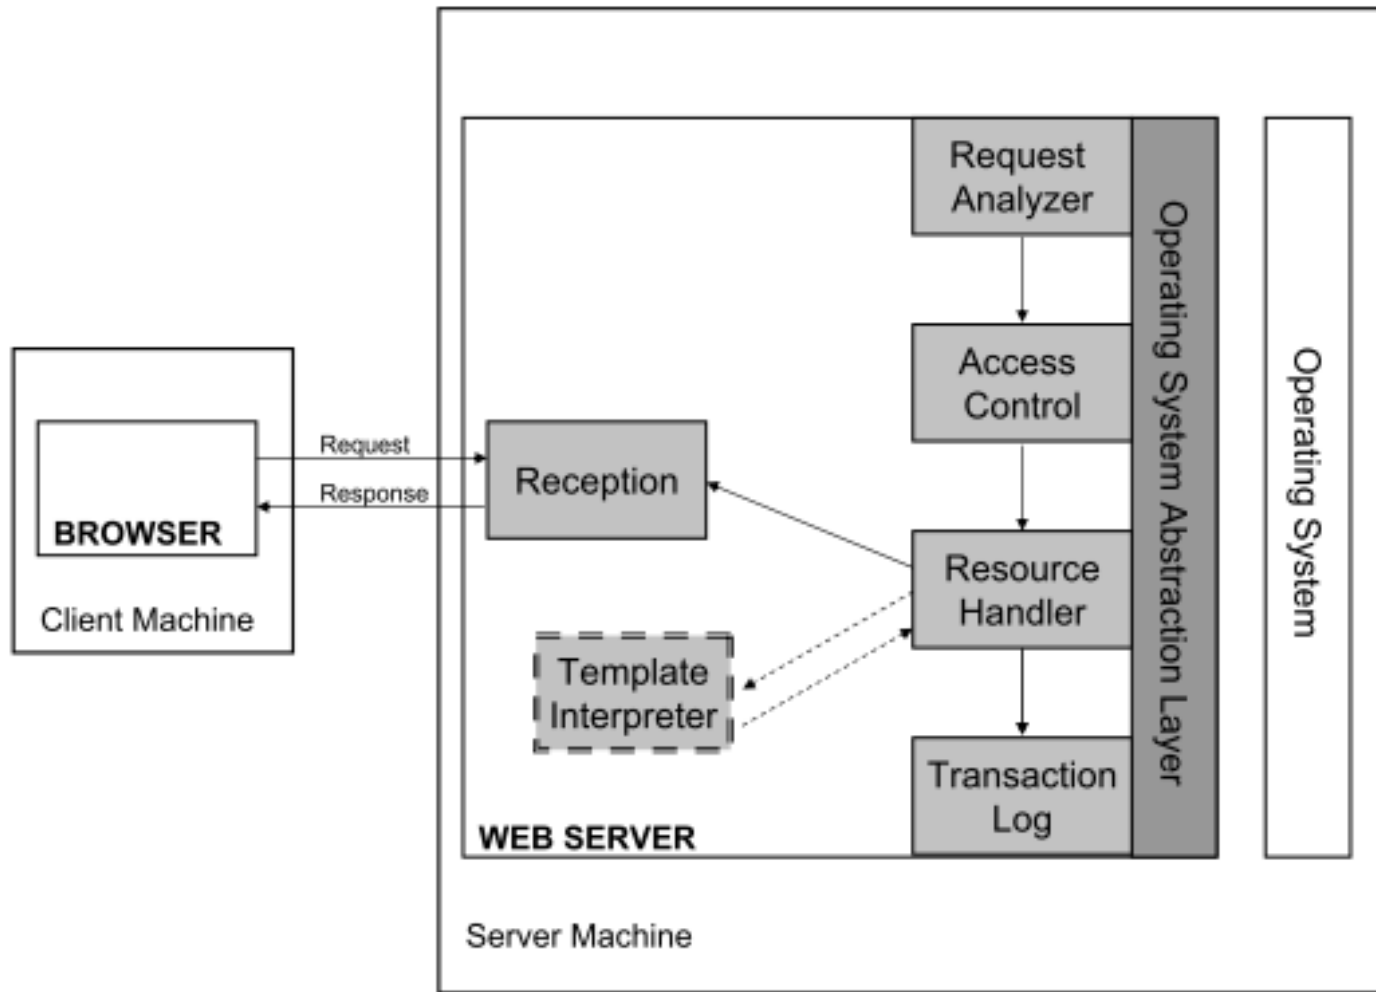 Request
Analyzer
Access
Control
Request
Response
Reception
BROWSER
Client Machine
Resource
Handler
Template
Interpreter
Transaction
Log
WEB SERVER
Server Machine
Operating System Abstraction Layer
Operating System